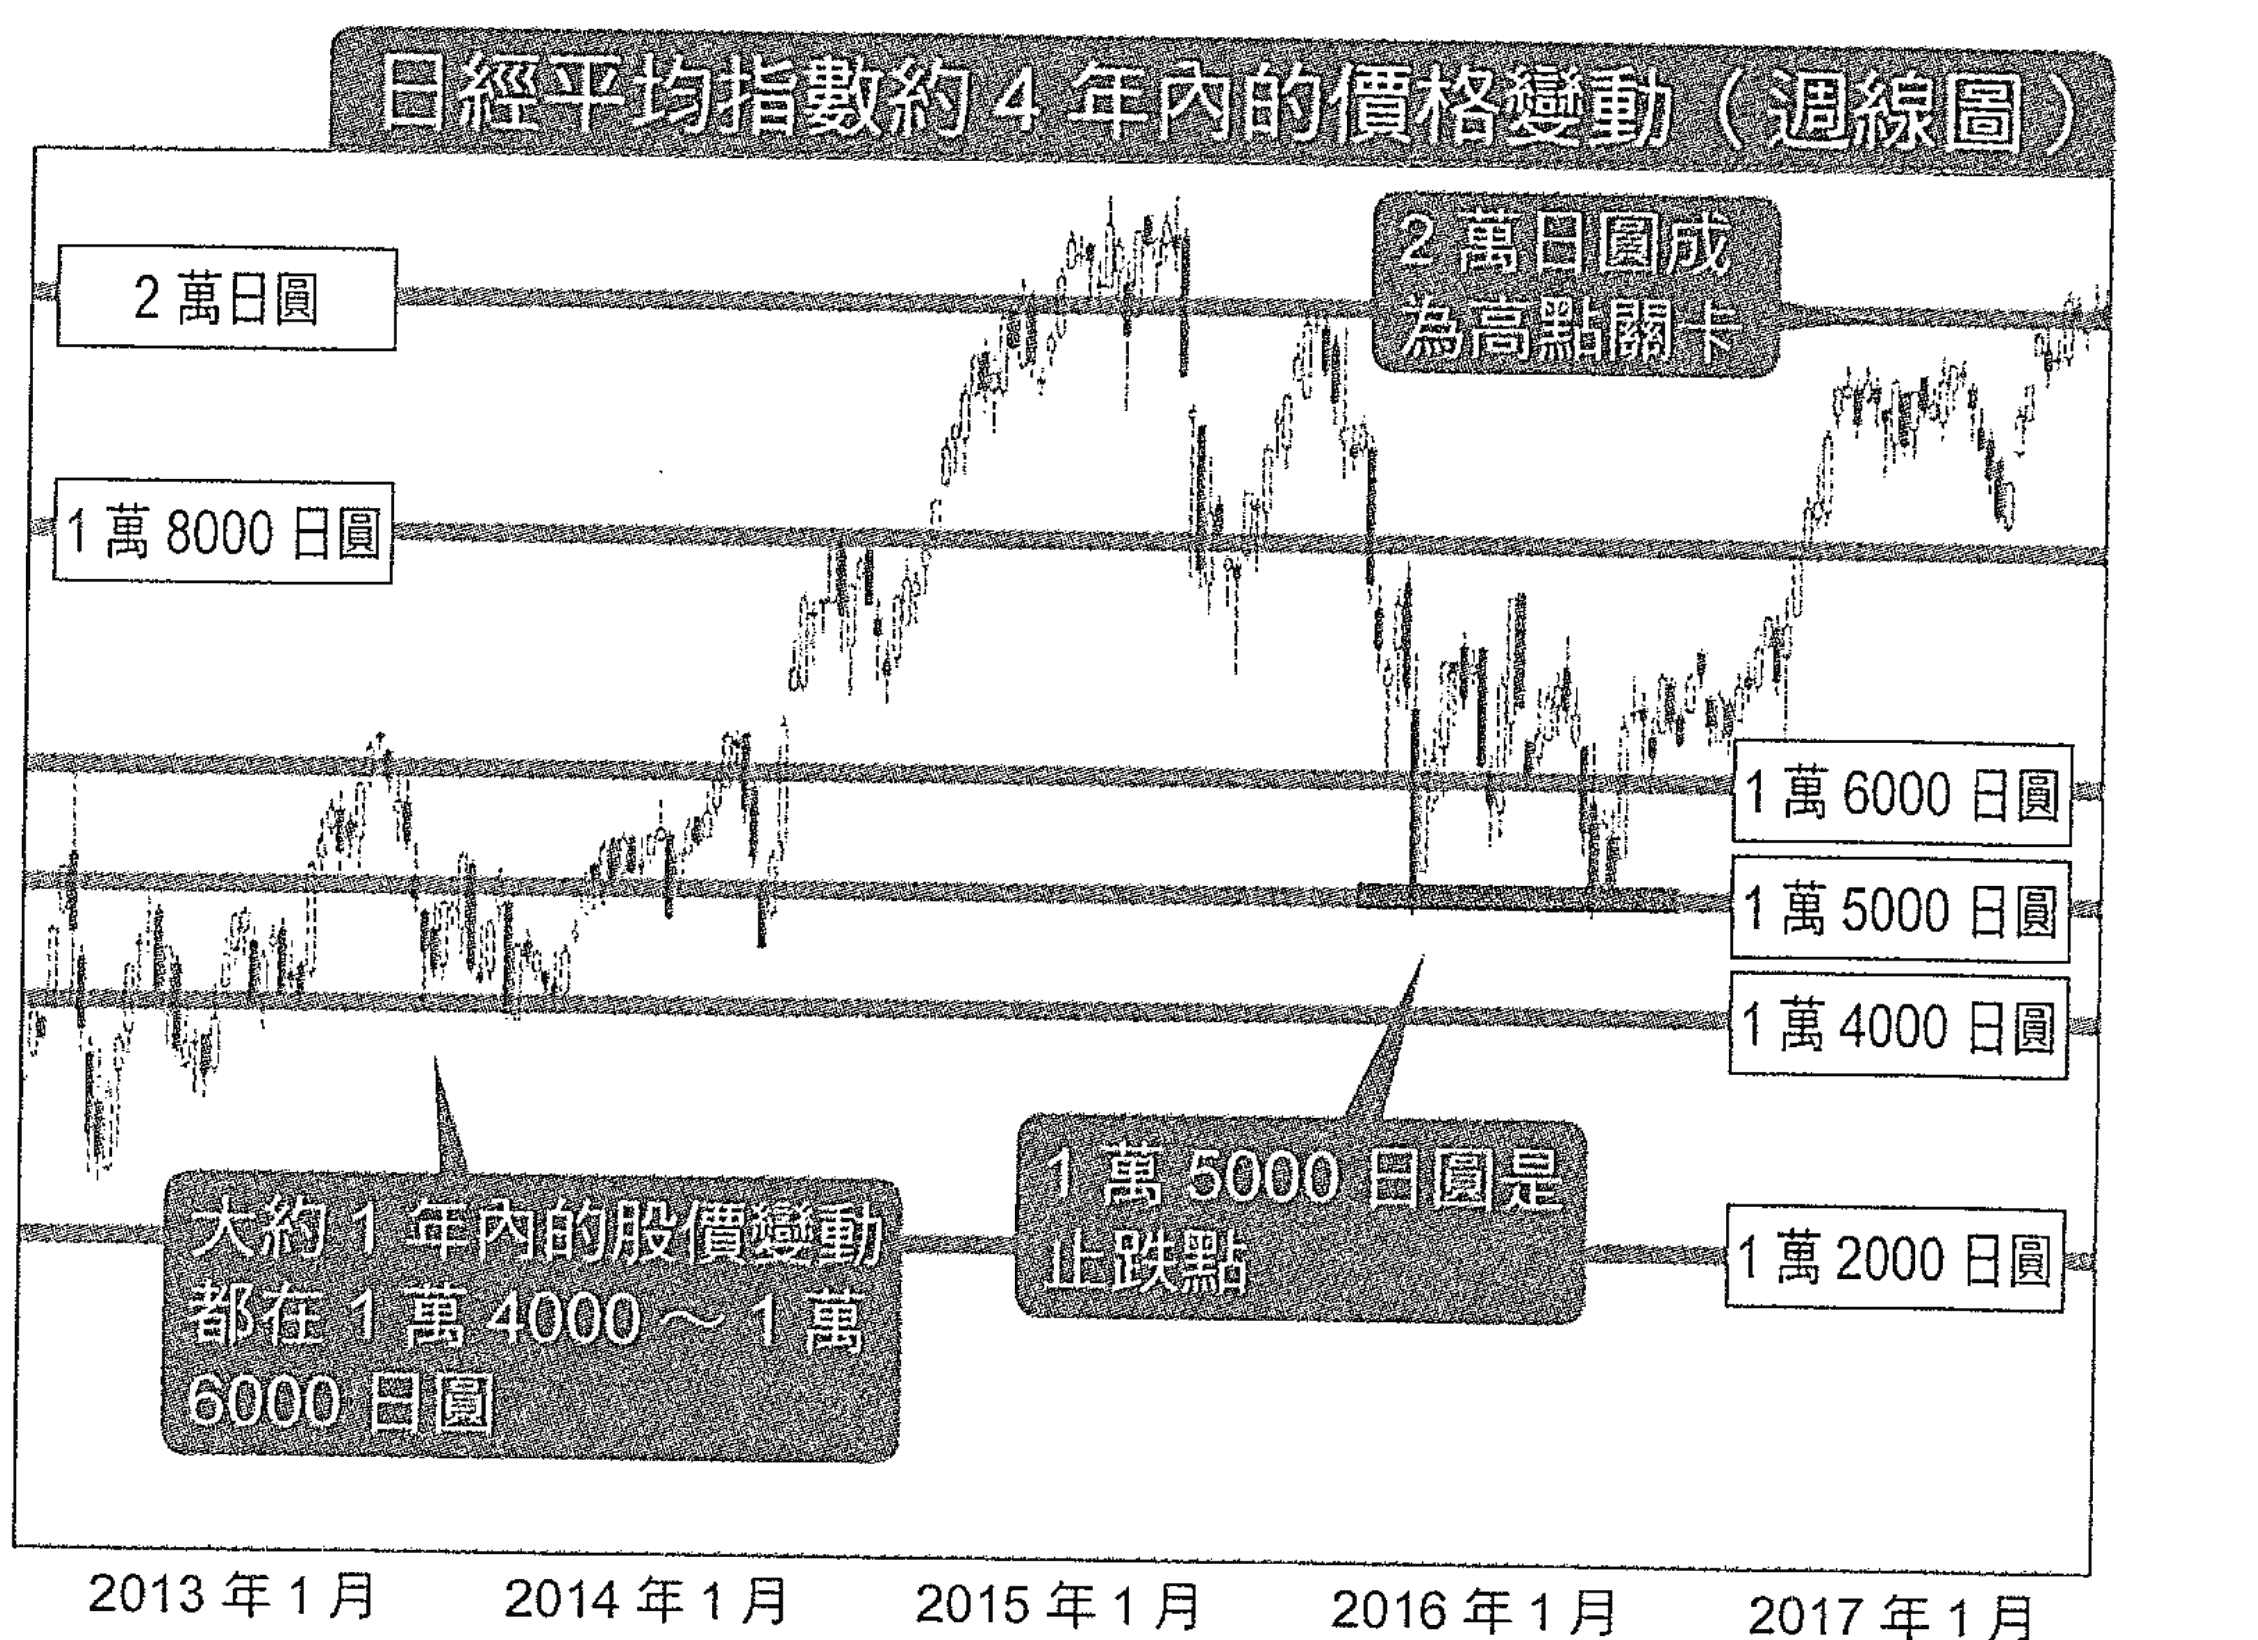 日經平均指數約 4 年內的價格變動（週線圖）
2 萬日圓成
為高點關卡
2 萬日圓
1 萬 8000 日圓
1 萬 6000 日圓
1 萬 5000 日圓
1 萬 4000 日圓
1 萬 2000 日圓
大約 1 年內的股價變動
都在 1 萬 4000 ～ 1 萬
6000 日圓
1 萬 5000 日圓是
止跌點
2013 年 1 月
2014 年 1 月
2015 年 1 月
2016 年 1 月
2017 年 1 月